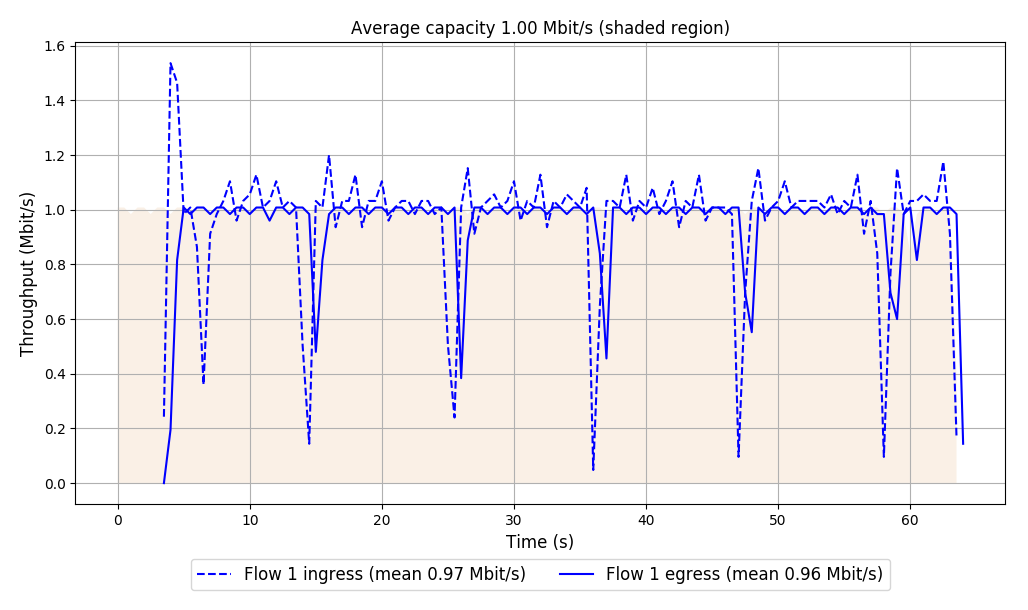 Average capacity 1.00 Mbit/s (shaded region)
Throughput (Mbit/s)
1.6
1.4
1.2
1.0
0.8
0.6
0.4
0.2
0.0
0 10 20 30 40 50 60
Time (s)
Flow 1 ingress (mean 0.97 Mbit/s) Flow 1 egress (mean 0.96 Mbit/s)